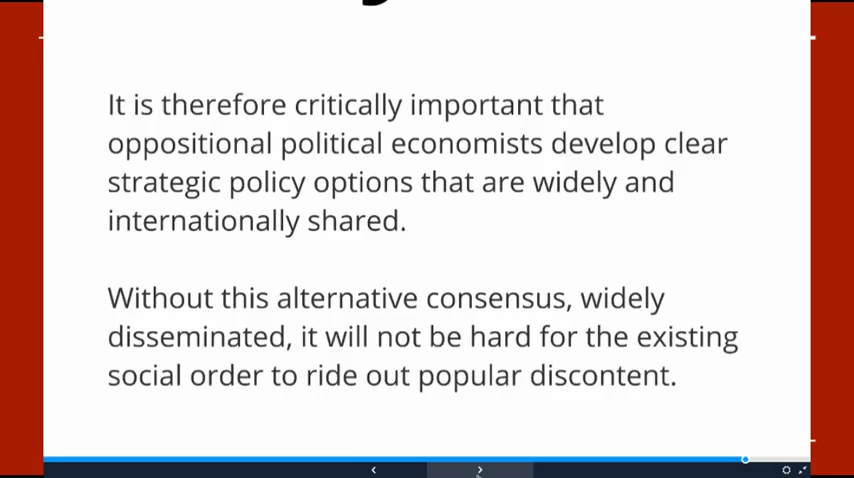 It is therefore critically important that
oppositional political economists develop clear
strategic policy options that are widely and
internationally shared.
Without this alternative consensus, widely
disseminated, it will not be hard for the existing
social order to ride out popular discontent.